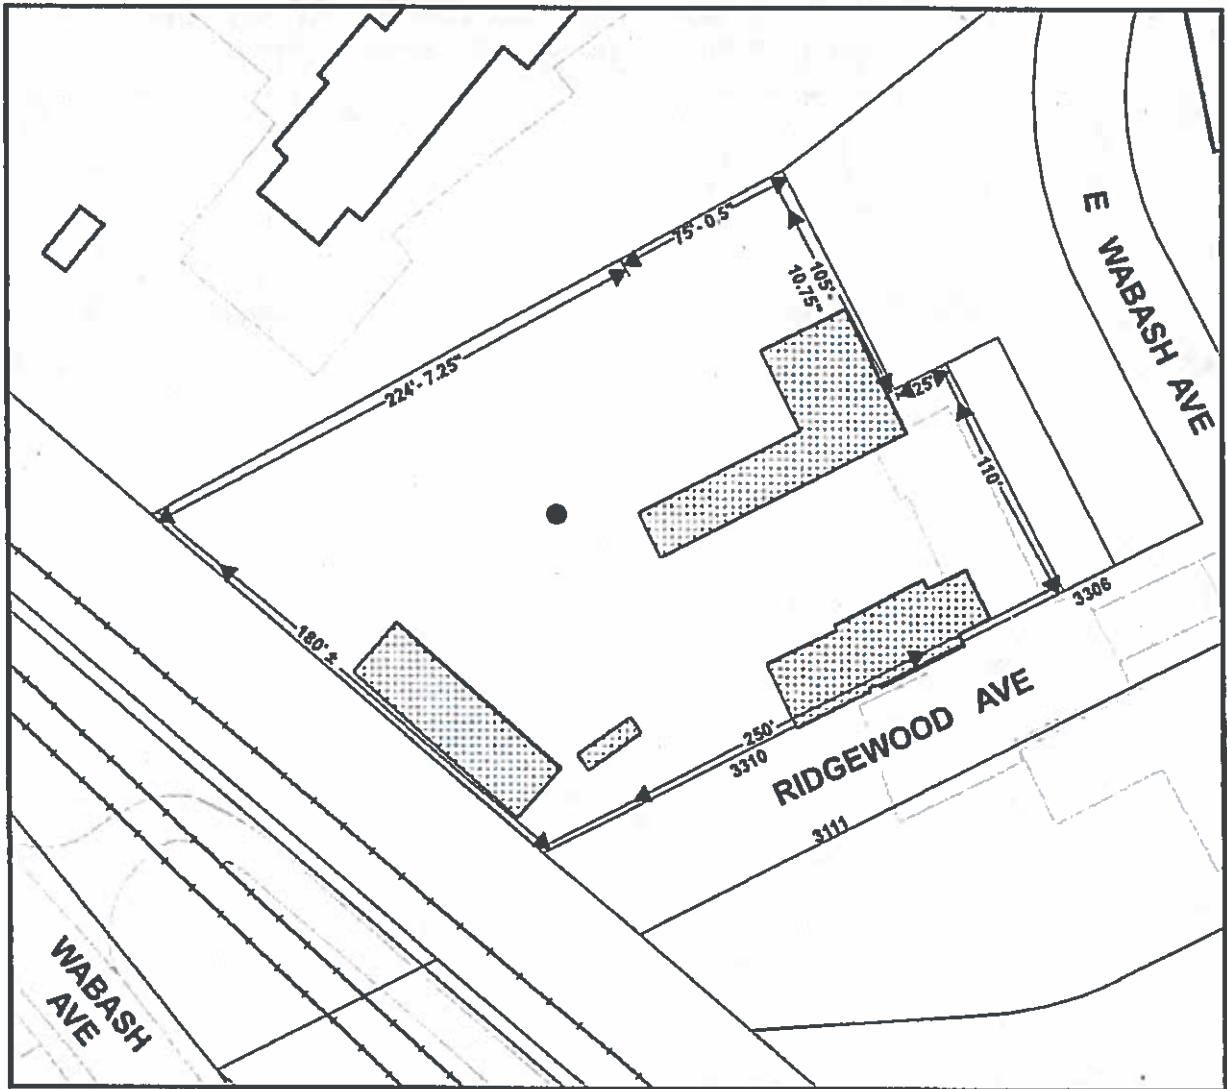 75'- 0.5"
105'-
10.75"
E WABASH AVE
224'- 7.25"
25'
110'
3306
180'±
250'
3310
RIDGEWOOD AVE
3111
WABASH
AVE